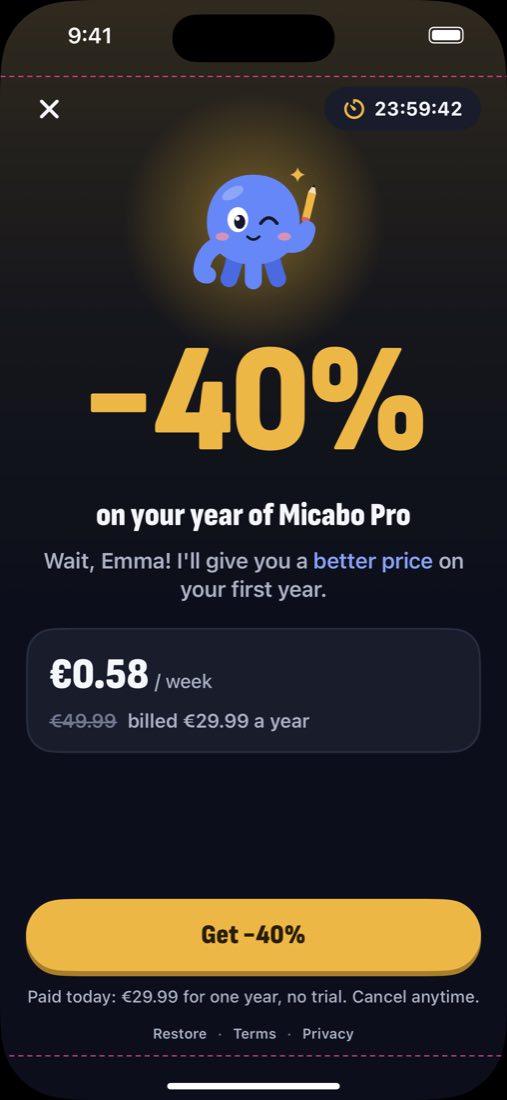 9:41
23:59:42
-40%
on your year of Micabo Pro
Wait, Emma! I'll give you a better price on
your first year.
€0.58 / week
€49.99 billed €29.99 a year
Get -40%
Paid today: €29.99 for one year, no trial. Cancel anytime.
Restore · Terms · Privacy